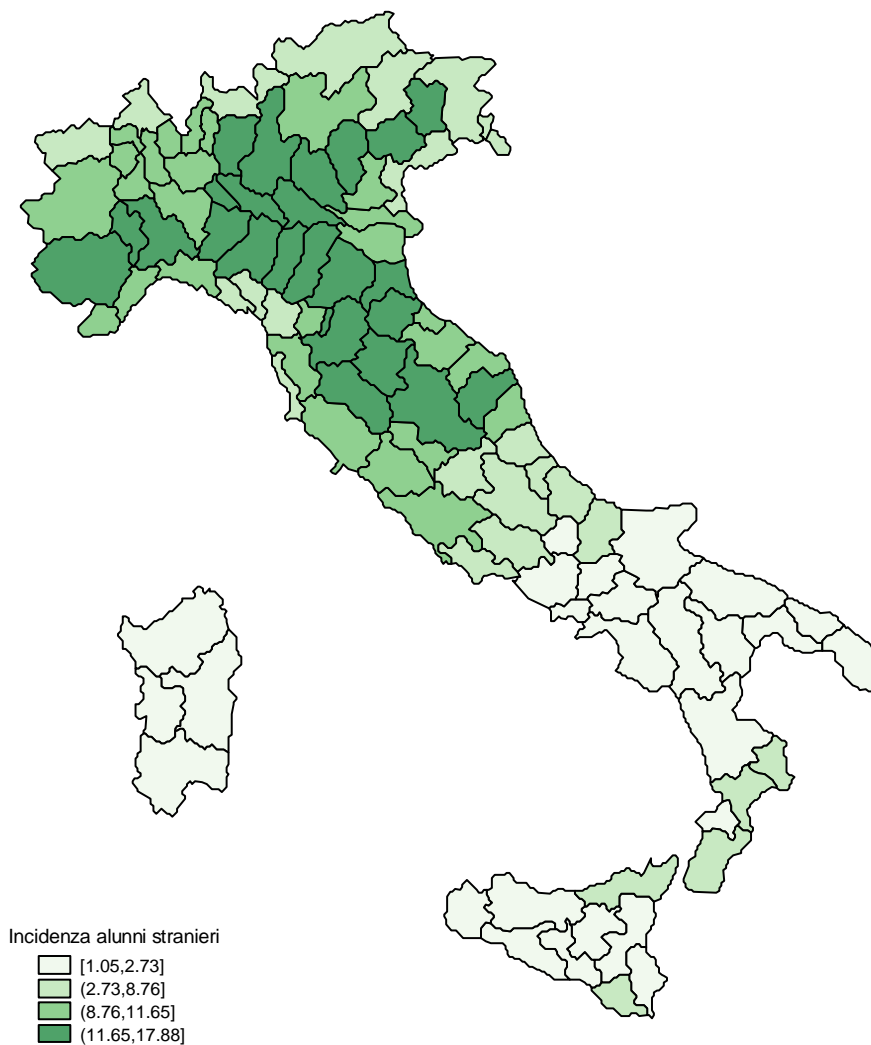 Incidenza alunni stranieri
[1.05,2.73]
(2.73,8.76]
(8.76,11.65]
(11.65,17.88]